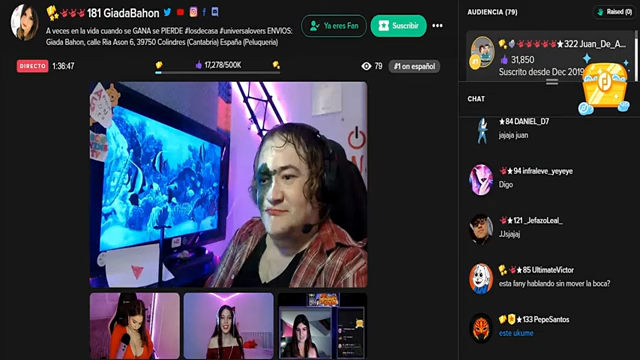 181 GiadaBahon
Ya eres Fan
Suscribir
A veces en la vida cuando se GANA se PIERDE #losdecasa #universalovers ENVIOS:
Giada Bahon, calle Ria Ason 6, 39750 Colindres (Cantabria) España (Peluqueria)
DIRECTO
1:36:47
17,278/500K
79
#1 on español
AUDIENCIA (79)
Raised (0)
322 Juan_De_A...
31,850
Suscrito desde Dec 2019
CHAT
84 DANIEL_D7
jajaja juan
94 infraleve_yeyeye
Digo
121 _JefazoLeal_
JJsjajaj
85 UltimateVictor
esta fany hablando sin mover la boca?
133 PepeSantos
este ukume